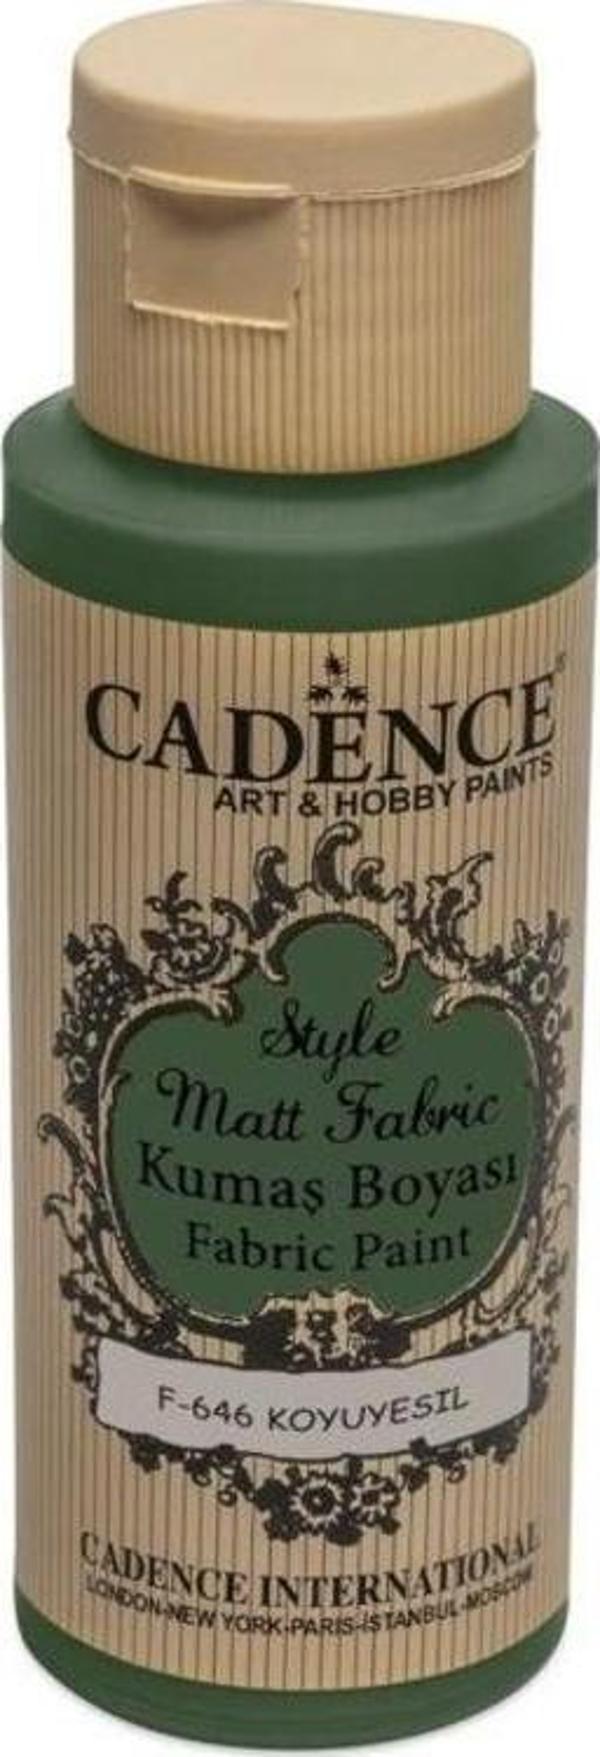 CADENCE®
ART & HOBBY PAINTS
Style
Matt Fabric
Kumaş Boyası
Fabric Paint
F-646 KOYUYESIL
CADENCE INTERNATIONAL
LONDON-NEW YORK-PARIS-İSTANBUL-MOSCOW